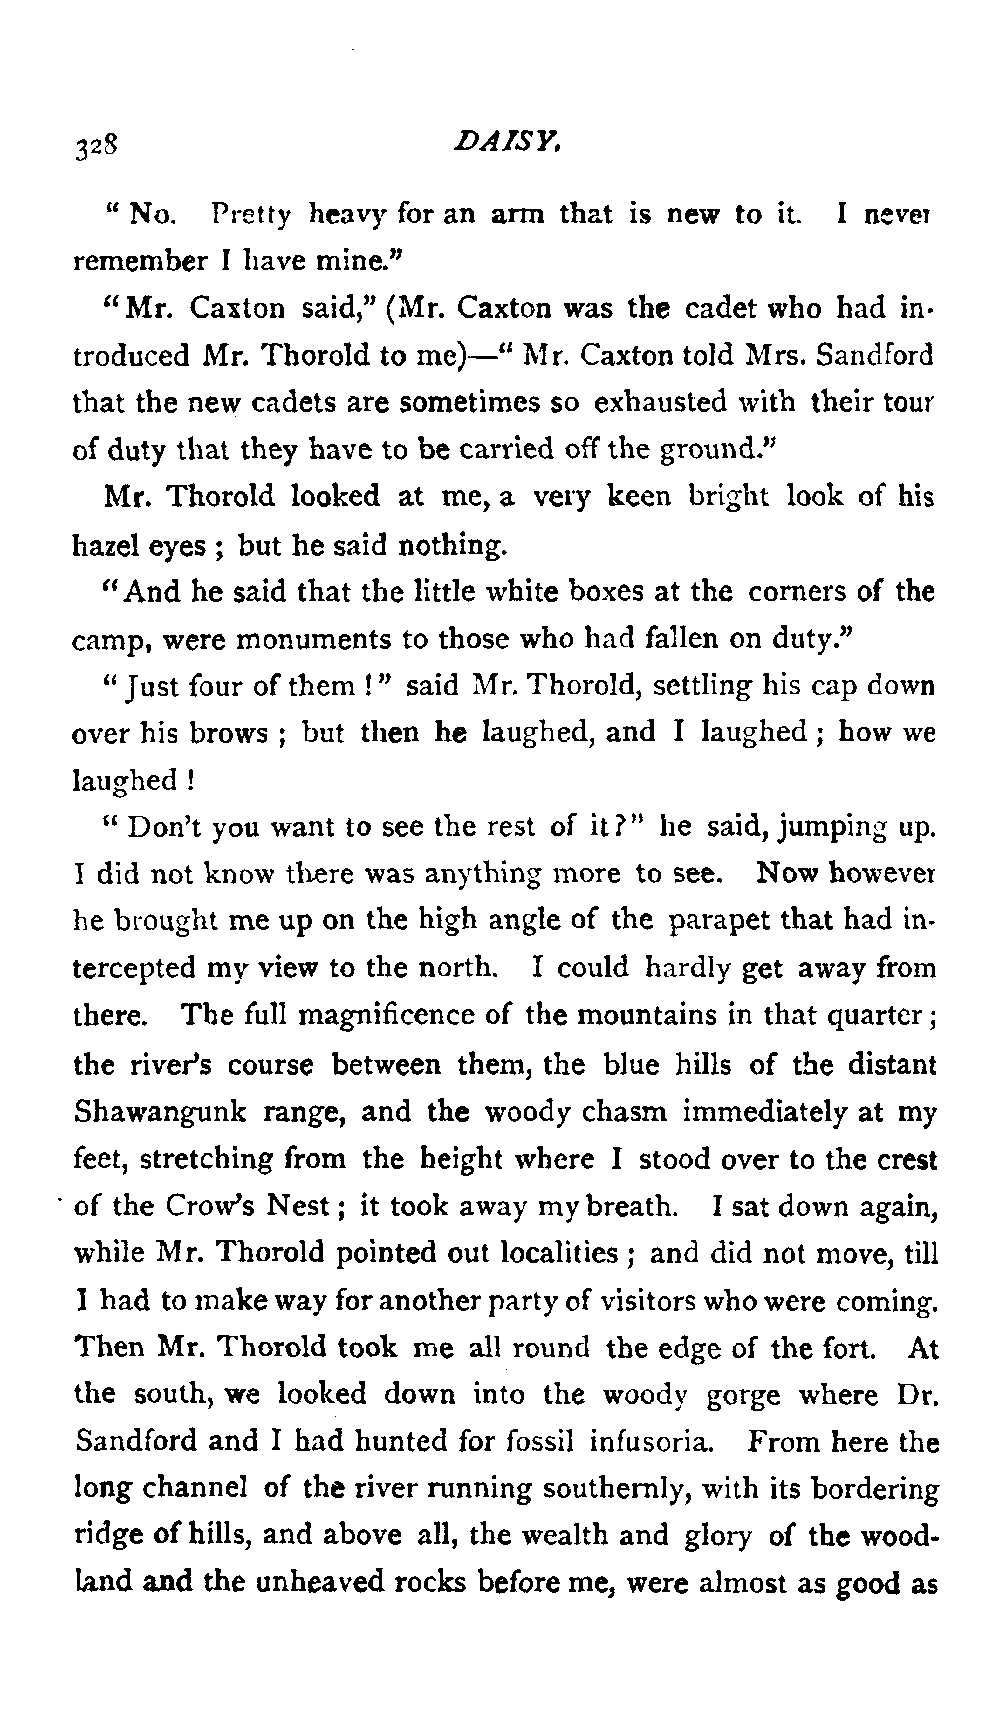 328 DAISY.
" No. Pretty heavy for an arm that is new to it. I never
remember I have mine."
" Mr. Caxton said," (Mr. Caxton was the cadet who had in-
troduced Mr. Thorold to me)—" Mr. Caxton told Mrs. Sandford
that the new cadets are sometimes so exhausted with their tour
of duty that they have to be carried off the ground."
Mr. Thorold looked at me, a very keen bright look of his
hazel eyes ; but he said nothing.
" And he said that the little white boxes at the corners of the
camp, were monuments to those who had fallen on duty."
" Just four of them ! " said Mr. Thorold, settling his cap down
over his brows ; but then he laughed, and I laughed ; how we
laughed !
" Don't you want to see the rest of it ? " he said, jumping up.
I did not know there was anything more to see. Now however
he brought me up on the high angle of the parapet that had in-
tercepted my view to the north. I could hardly get away from
there. The full magnificence of the mountains in that quarter ;
the river's course between them, the blue hills of the distant
Shawangunk range, and the woody chasm immediately at my
feet, stretching from the height where I stood over to the crest
of the Crow's Nest ; it took away my breath. I sat down again,
while Mr. Thorold pointed out localities ; and did not move, till
I had to make way for another party of visitors who were coming.
Then Mr. Thorold took me all round the edge of the fort. At
the south, we looked down into the woody gorge where Dr.
Sandford and I had hunted for fossil infusoria. From here the
long channel of the river running southernly, with its bordering
ridge of hills, and above all, the wealth and glory of the wood-
land and the unheaved rocks before me, were almost as good as